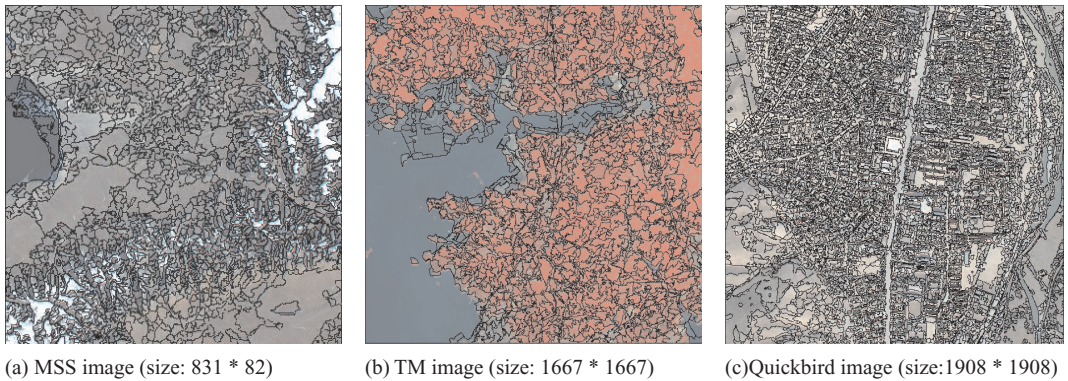 (a) MSS image (size: 831 * 82)
(b) TM image (size: 1667 * 1667)
(c)Quickbird image (size:1908 * 1908)